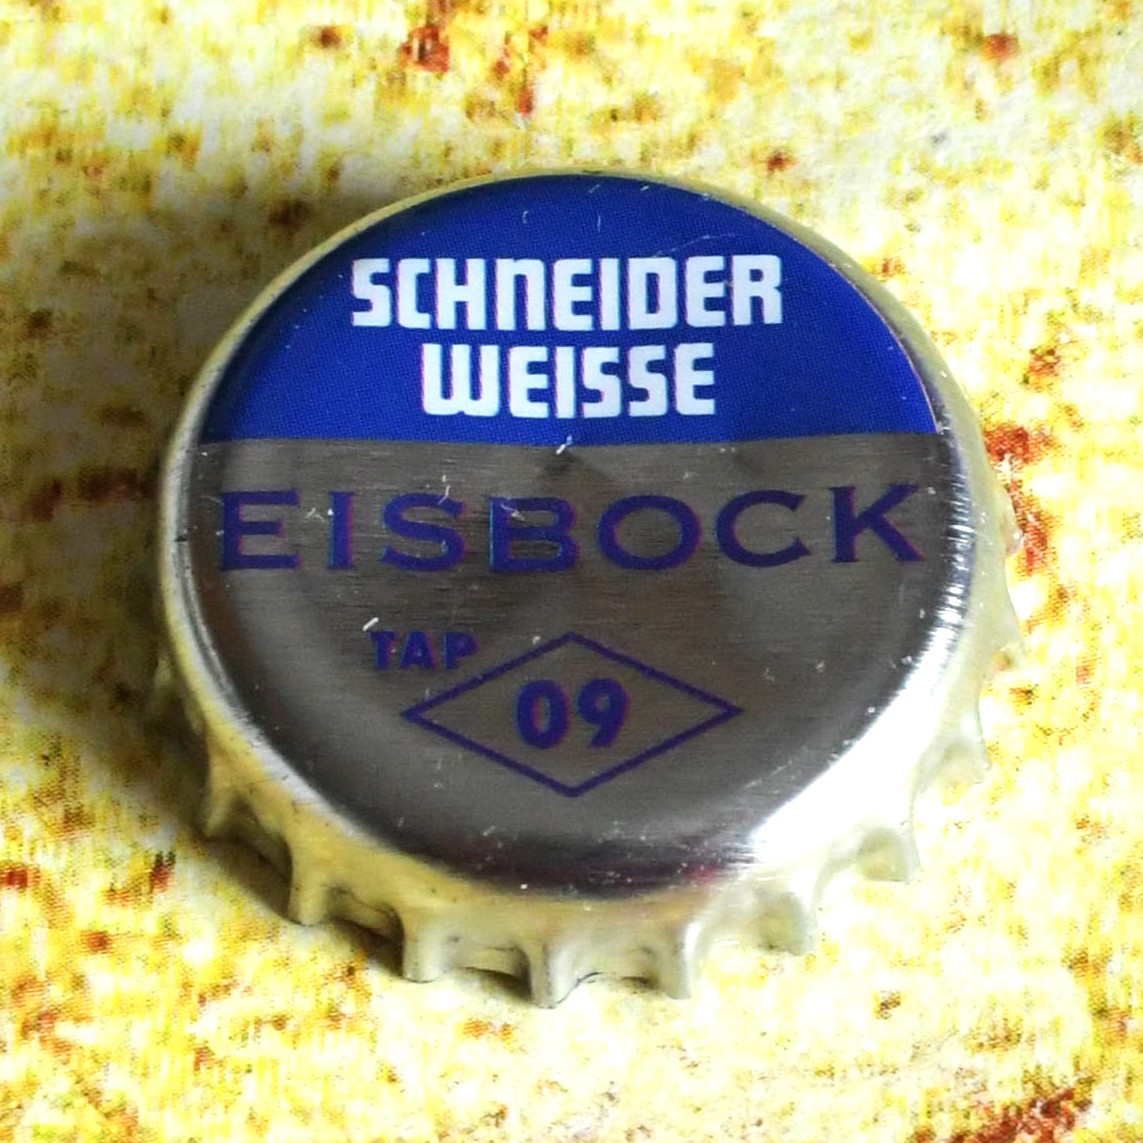 SCHNEIDER
WEISSE
EISBOCK
TAP
09